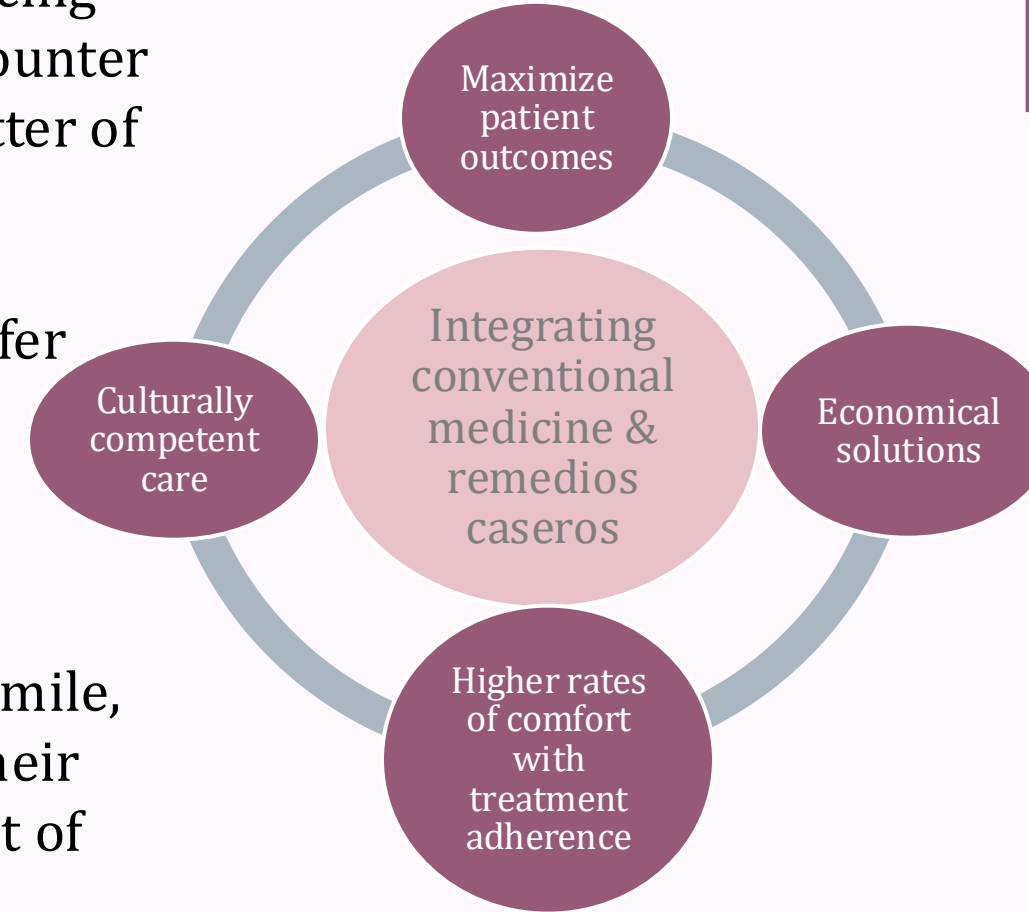 ounter
tter of
fer
mile,
heir
t of
Maximize
patient
outcomes
Integrating
conventional
medicine &
remedios
caseros
Culturally
competent
care
Economical
solutions
Higher rates
of comfort
with
treatment
adherence